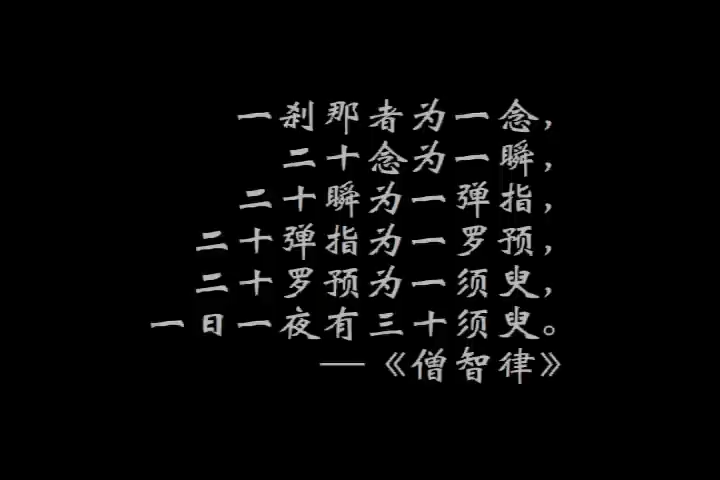 一刹那者为一念，
二十念为一瞬，
二十瞬为一弹指，
二十弹指为一罗预，
二十罗预为一须臾，
一日一夜有三十须臾。
—《僧智律》